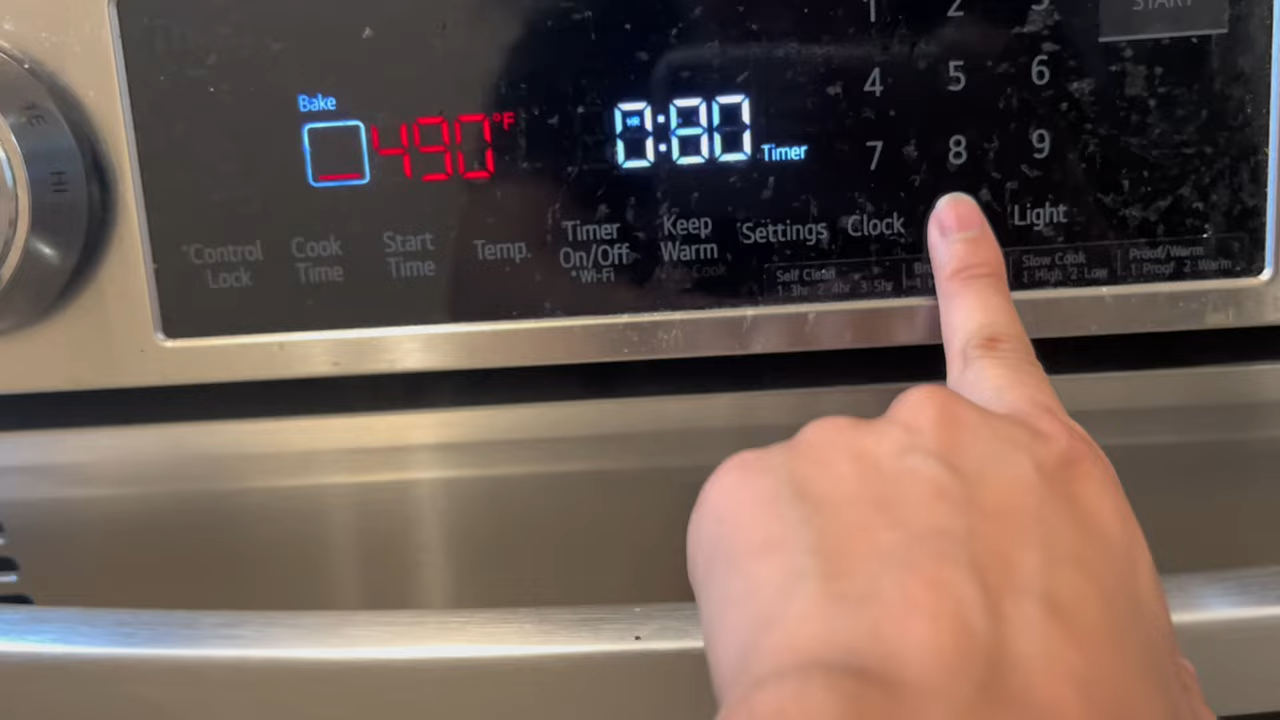 START
1 2 3
4 5 6
Bake
490°F
HR
0:80
Timer
7 8 9
Control Lock
Cook Time
Start Time
Temp.
Timer On/Off
*Wi-Fi
Keep Warm
Settings
Clock
Light
Self Clean
1:3hr 2:4hr 3:5hr
Slow Cook
1:High 2:Low
Proof/Warm
1:Proof 2:Warm
HI